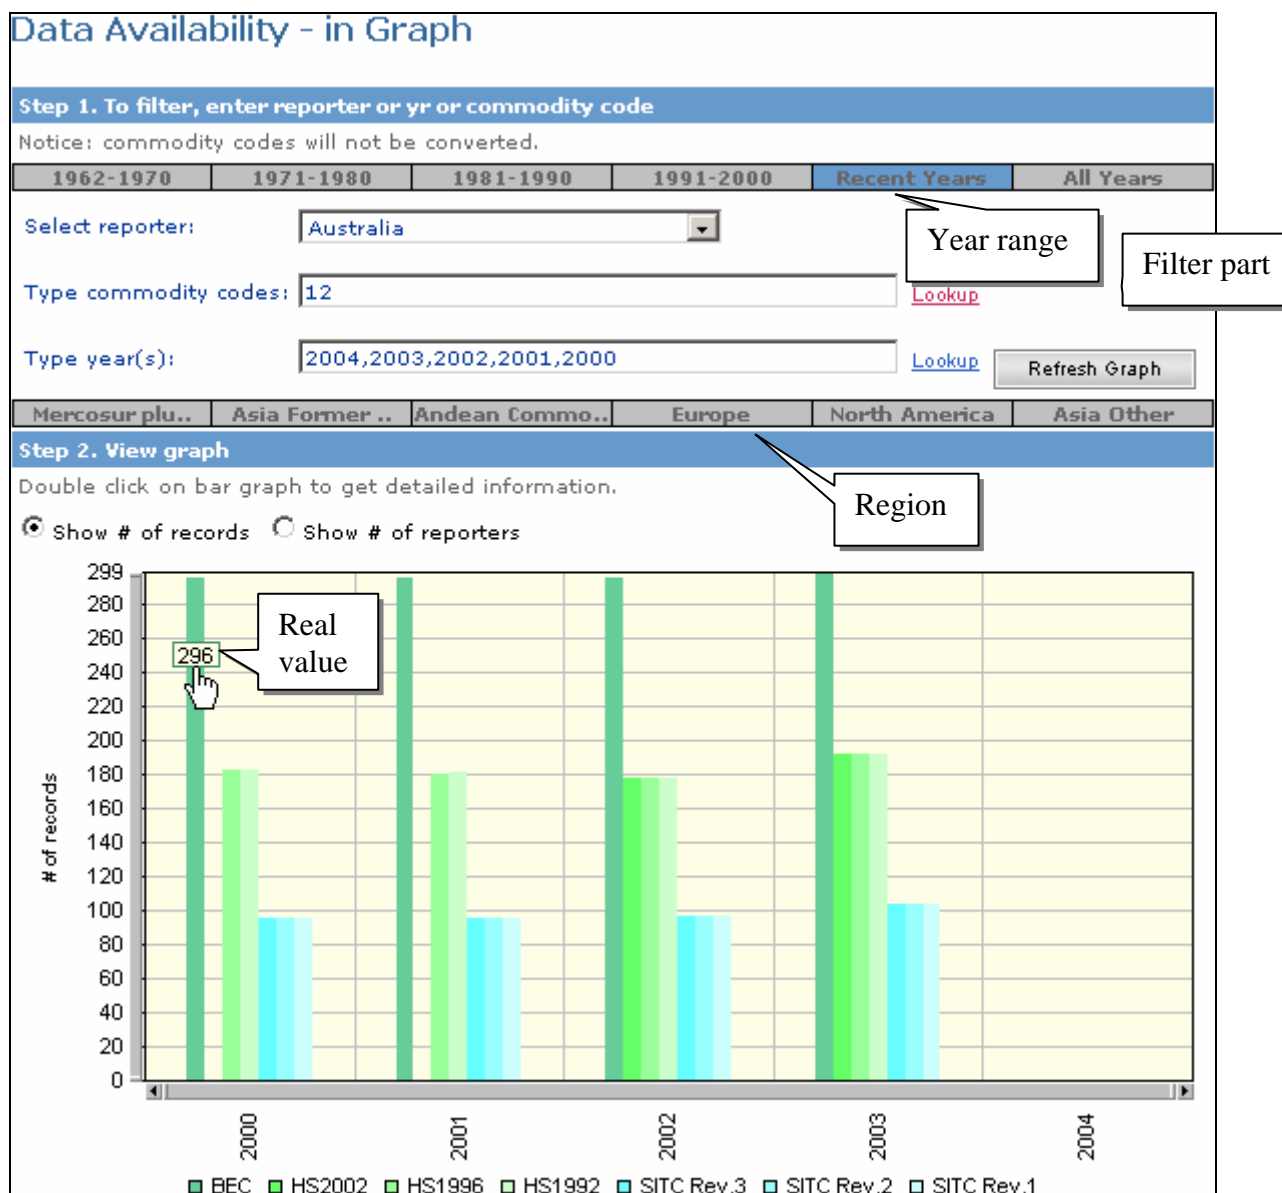 Data Availability - in Graph
Step 1. To filter, enter reporter or yr or commodity code
Notice: commodity codes will not be converted.
1962-1970 1971-1980 1981-1990 1991-2000 Recent Years All Years
Select reporter: Australia
Year range
Filter part
Type commodity codes: 12 Lookup
Type year(s): 2004,2003,2002,2001,2000 Lookup Refresh Graph
Mercosur plu.. Asia Former .. Andean Commo.. Europe North America Asia Other
Step 2. View graph
Double click on bar graph to get detailed information.
Region
Show # of records Show # of reporters
299
280
260
240
220
200
180
160
140
120
100
80
60
40
20
0
# of records
296
Real
value
2000 2001 2002 2003 2004
BEC HS2002 HS1996 HS1992 SITC Rev.3 SITC Rev.2 SITC Rev.1